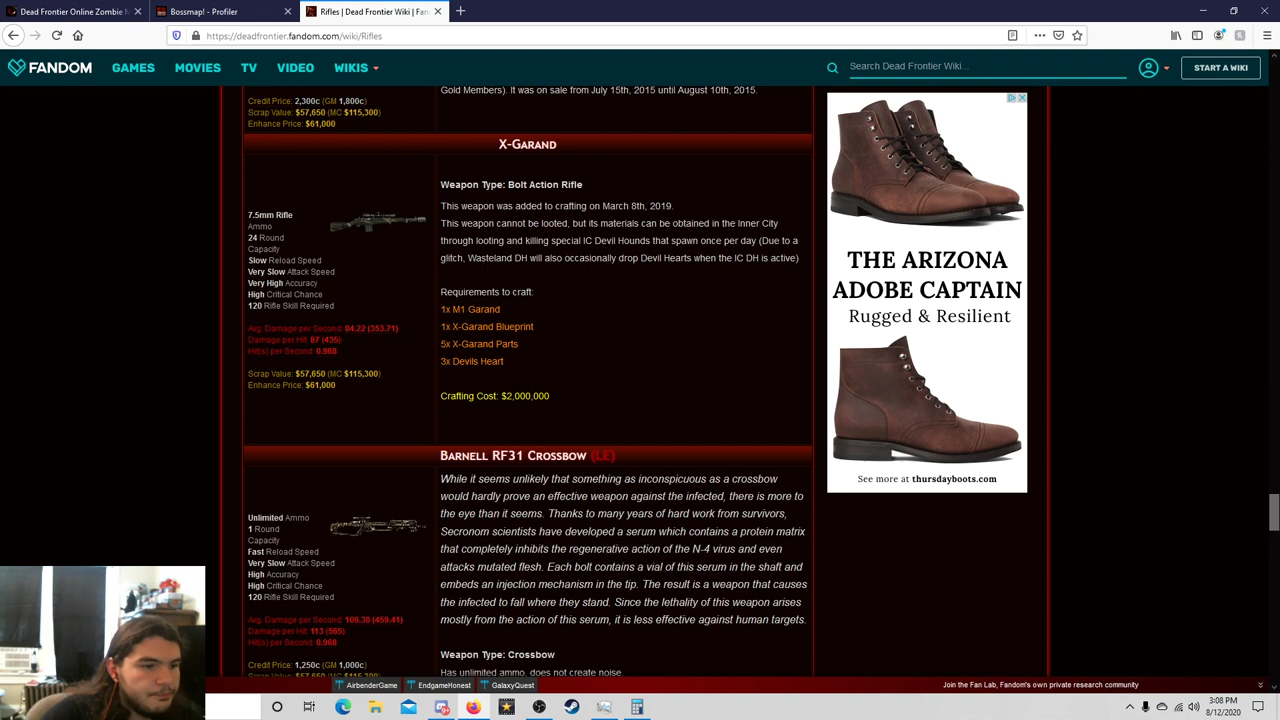 Dead Frontier Online Zombie M
Bossmap! - Profiler
Rifles | Dead Frontier Wiki | Fan
https://deadfrontier.fandom.com/wiki/Rifles
FANDOM
GAMES
MOVIES
TV
VIDEO
WIKIS
Search Dead Frontier Wiki...
START A WIKI
Credit Price: 2,300c (GM 1,800c)
Scrap Value: $57,650 (MC $115,300)
Enhance Price: $61,000
Gold Members). It was on sale from July 15th, 2015 until August 10th, 2015.
X-Garand
7.5mm Rifle
Ammo
24 Round
Capacity
Slow Reload Speed
Very Slow Attack Speed
Very High Accuracy
High Critical Chance
120 Rifle Skill Required
Avg. Damage per Second: 84.22 (353.71)
Damage per Hit: 87 (435)
Hit(s) per Second: 0.968
Scrap Value: $57,650 (MC $115,300)
Enhance Price: $61,000
Weapon Type: Bolt Action Rifle
This weapon was added to crafting on March 8th, 2019.
This weapon cannot be looted, but its materials can be obtained in the Inner City
through looting and killing special IC Devil Hounds that spawn once per day (Due to a
glitch, Wasteland DH will also occasionally drop Devil Hearts when the IC DH is active)
Requirements to craft:
1x M1 Garand
1x X-Garand Blueprint
5x X-Garand Parts
3x Devils Heart
Crafting Cost: $2,000,000
Barnell RF31 Crossbow (LE)
Unlimited Ammo
1 Round
Capacity
Fast Reload Speed
Very Slow Attack Speed
High Accuracy
High Critical Chance
120 Rifle Skill Required
Avg. Damage per Second: 109.38 (459.41)
Damage per Hit: 113 (565)
Hit(s) per Second: 0.968
Credit Price: 1,250c (GM 1,000c)
Scrap Value: $57,650 (MC $115,300)
While it seems unlikely that something as inconspicuous as a crossbow
would hardly prove an effective weapon against the infected, there is more to
the eye than it seems. Thanks to many years of hard work from survivors,
Secronom scientists have developed a serum which contains a protein matrix
that completely inhibits the regenerative action of the N-4 virus and even
attacks mutated flesh. Each bolt contains a vial of this serum in the shaft and
embeds an injection mechanism in the tip. The result is a weapon that causes
the infected to fall where they stand. Since the lethality of this weapon arises
mostly from the action of this serum, it is less effective against human targets.
Weapon Type: Crossbow
Has unlimited ammo, does not create noise.
THE ARIZONA
ADOBE CAPTAIN
Rugged & Resilient
See more at thursdayboots.com
AirbenderGame
EndgameHonest
GalaxyQuest
Join the Fan Lab, Fandom's own private research community
3:08 PM
8/12/2020